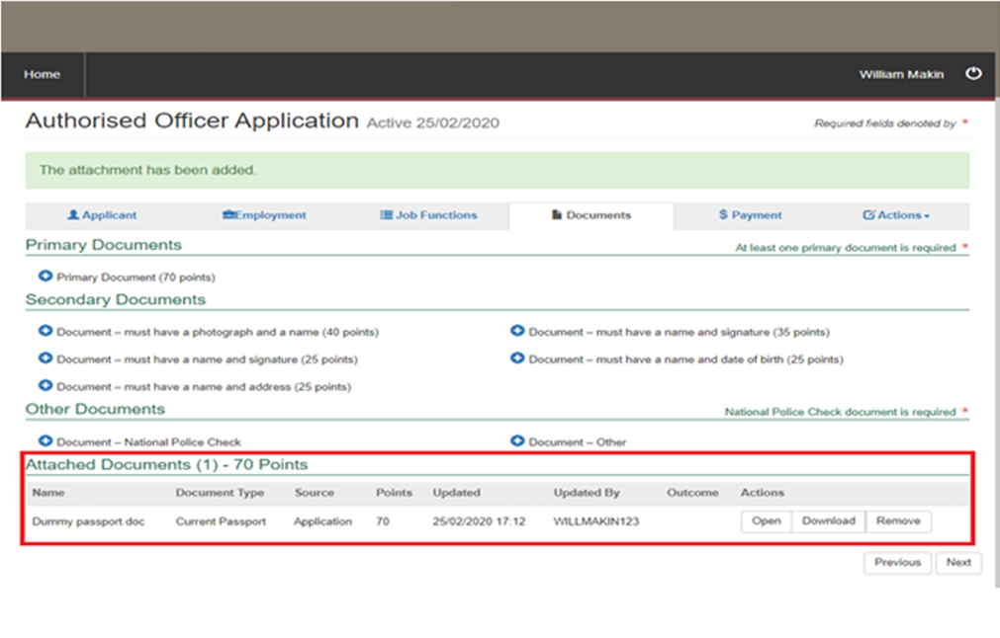 Home William Makin
Authorised Officer Application Active 25/02/2020 Required fields denoted by *
The attachment has been added.
Applicant Employment Job Functions Documents $ Payment Actions
Primary Documents At least one primary document is required *
Primary Document (70 points)
Secondary Documents
Document – must have a photograph and a name (40 points) Document – must have a name and signature (35 points)
Document – must have a name and signature (25 points) Document – must have a name and date of birth (25 points)
Document – must have a name and address (25 points)
Other Documents National Police Check document is required *
Document – National Police Check Document – Other
Attached Documents (1) - 70 Points
Name Document Type Source Points Updated Updated By Outcome Actions
Dummy passport.doc Current Passport Application 70 25/02/2020 17:12 WILLMAKIN123 Open Download Remove
Previous Next